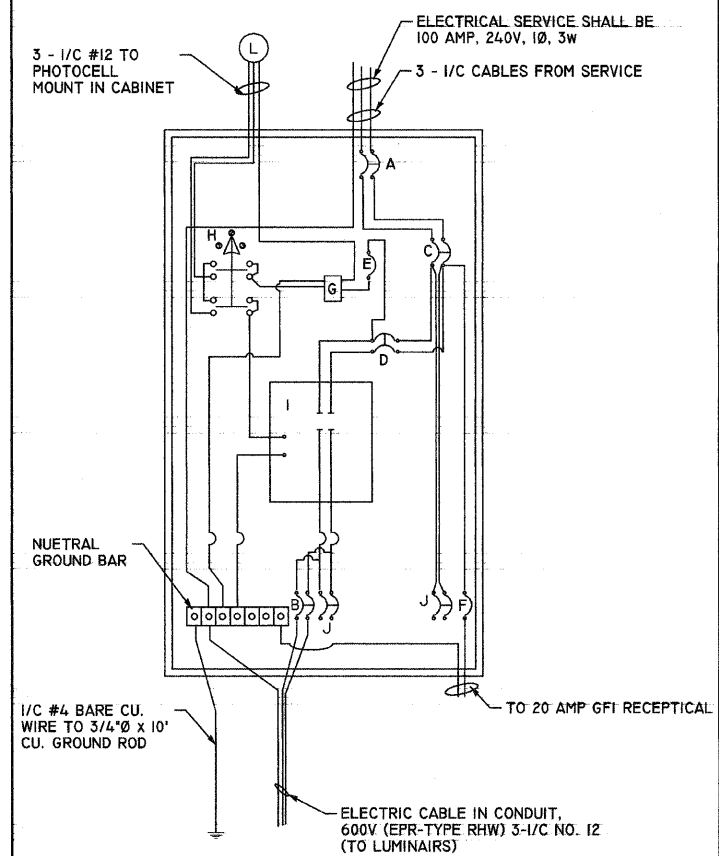 ELECTRICAL SERVICE SHALL BE
100 AMP, 240V, 1Ø, 3W
3 - 1/C #12 TO
PHOTOCELL
MOUNT IN CABINET
L
3 - 1/C CABLES FROM SERVICE
A
H
C
E
G
D
I
NUETRAL
GROUND BAR
B
J
J
F
1/C #4 BARE CU.
WIRE TO 3/4"Ø x 10'
CU. GROUND ROD
TO 20 AMP GFI RECEPTICAL
ELECTRIC CABLE IN CONDUIT,
600V (EPR-TYPE RHW) 3-1/C NO. 12
(TO LUMINAIRS)